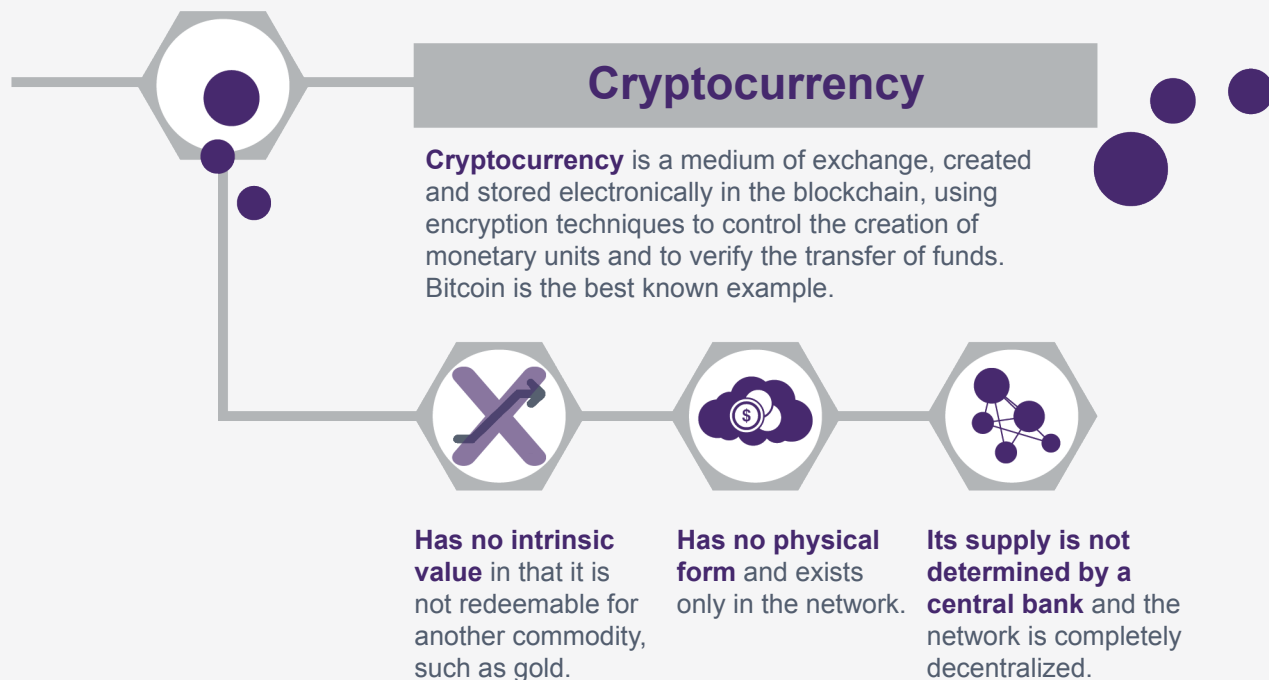 Cryptocurrency
Cryptocurrency is a medium of exchange, created
and stored electronically in the blockchain, using
encryption techniques to control the creation of
monetary units and to verify the transfer of funds.
Bitcoin is the best known example.
$
Has no intrinsic
value in that it is
not redeemable for
another commodity,
such as gold.
Has no physical
form and exists
only in the network.
Its supply is not
determined by a
central bank and the
network is completely
decentralized.